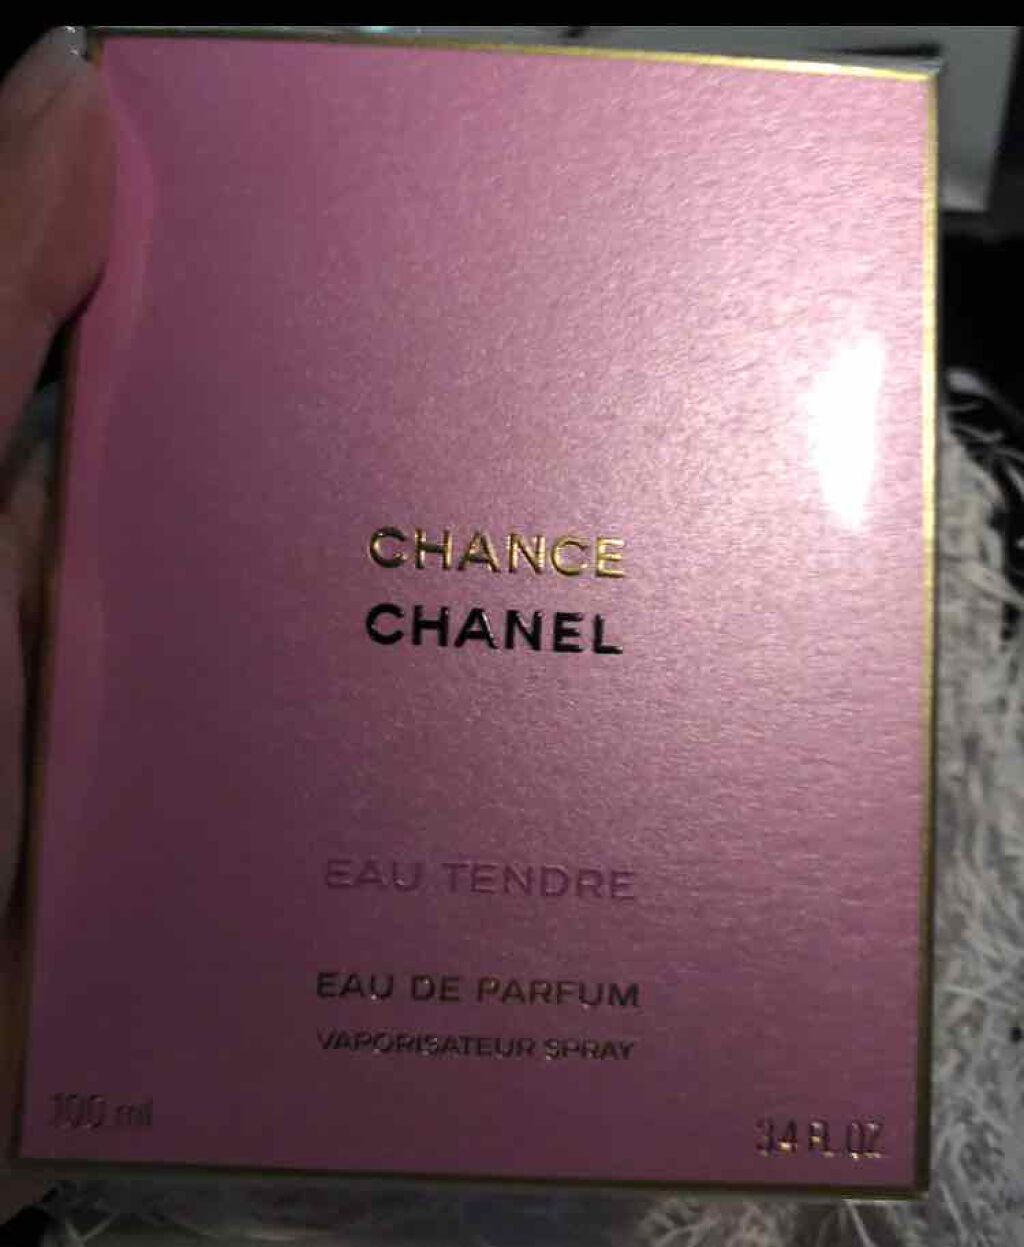 CHANCE
CHANEL
EAU TENDRE
EAU DE PARFUM
VAPORISATEUR SPRAY
100 ml
3.4 FL. OZ